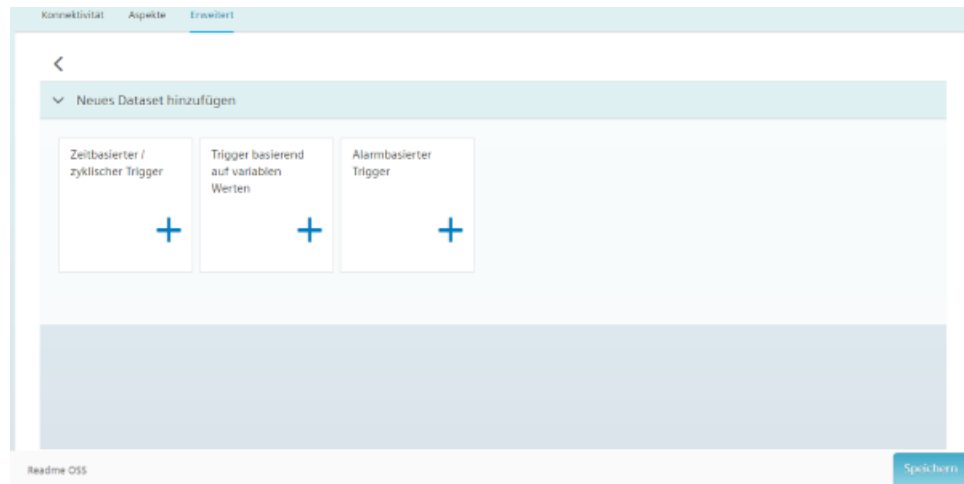 Konnektivität Aspekte Erweitert
Neues Dataset hinzufügen
Zeitbasierter /
zyklischer Trigger
Trigger basierend
auf variablen
Werten
Alarmbasierter
Trigger
Readme OSS
Speichern